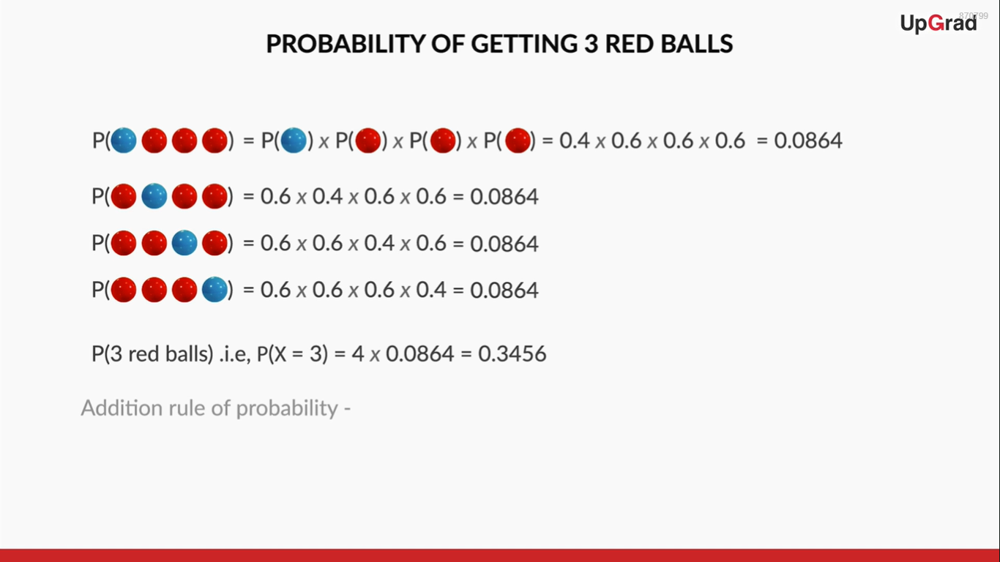 UpGrad
870799
PROBABILITY OF GETTING 3 RED BALLS
P( ) = P( ) x P( ) x P( ) x P( ) = 0.4 x 0.6 x 0.6 x 0.6 = 0.0864
P( ) = 0.6 x 0.4 x 0.6 x 0.6 = 0.0864
P( ) = 0.6 x 0.6 x 0.4 x 0.6 = 0.0864
P( ) = 0.6 x 0.6 x 0.6 x 0.4 = 0.0864
P(3 red balls) .i.e, P(X = 3) = 4 x 0.0864 = 0.3456
Addition rule of probability -